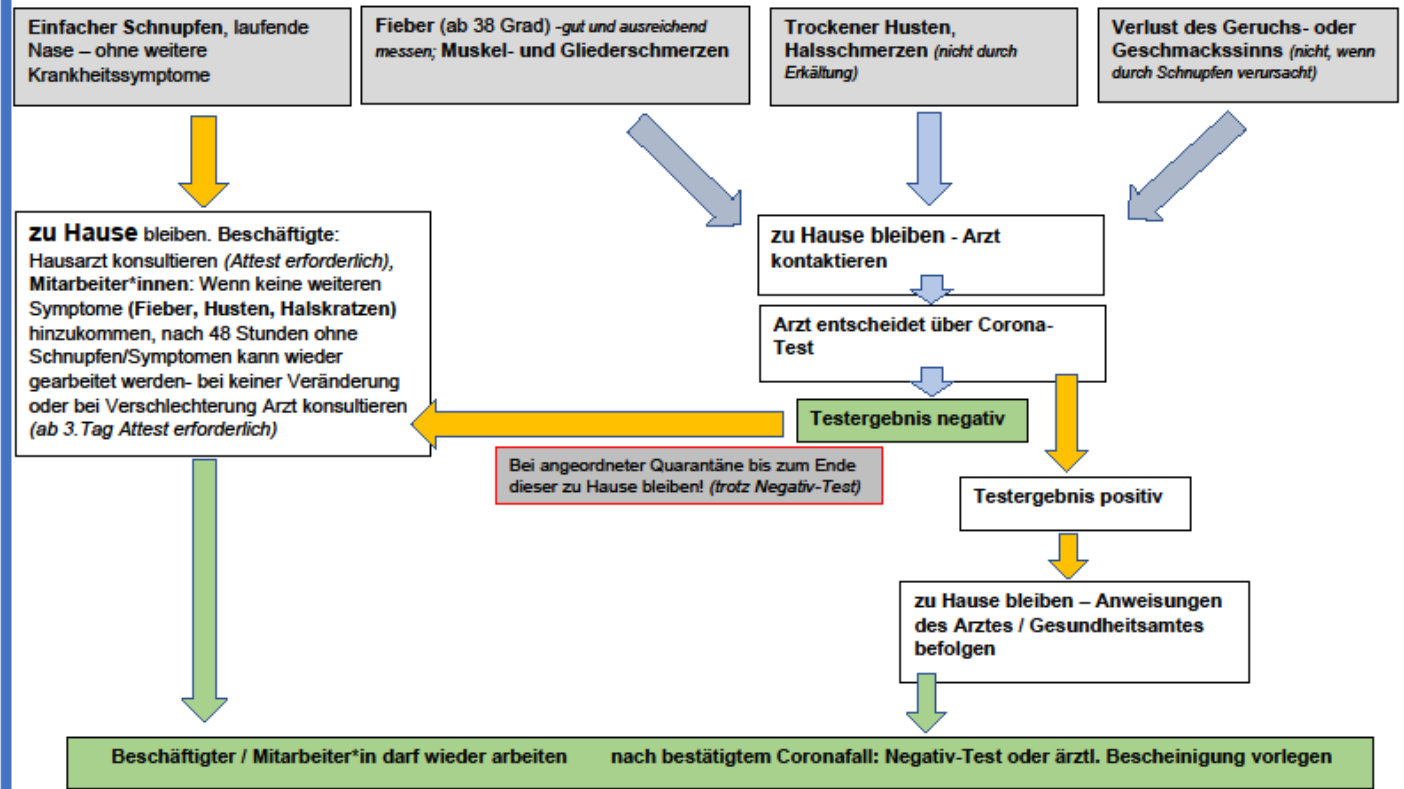 Einfacher Schnupfen, laufende
Nase – ohne weitere
Krankheitssymptome
Fieber (ab 38 Grad) -gut und ausreichend
messen; Muskel- und Gliederschmerzen
Trockener Husten,
Halsschmerzen (nicht durch
Erkältung)
Verlust des Geruchs- oder
Geschmackssinns (nicht, wenn
durch Schnupfen verursacht)
zu Hause bleiben. Beschäftigte:
Hausarzt konsultieren (Attest erforderlich),
Mitarbeiter*innen: Wenn keine weiteren
Symptome (Fieber, Husten, Halskratzen)
hinzukommen, nach 48 Stunden ohne
Schnupfen/Symptomen kann wieder
gearbeitet werden- bei keiner Veränderung
oder bei Verschlechterung Arzt konsultieren
(ab 3.Tag Attest erforderlich)
zu Hause bleiben - Arzt
kontaktieren
Arzt entscheidet über Corona-
Test
Testergebnis negativ
Bei angeordneter Quarantäne bis zum Ende
dieser zu Hause bleiben! (trotz Negativ-Test)
Testergebnis positiv
zu Hause bleiben – Anweisungen
des Arztes / Gesundheitsamtes
befolgen
Beschäftigter / Mitarbeiter*in darf wieder arbeiten nach bestätigtem Coronafall: Negativ-Test oder ärztl. Bescheinigung vorlegen